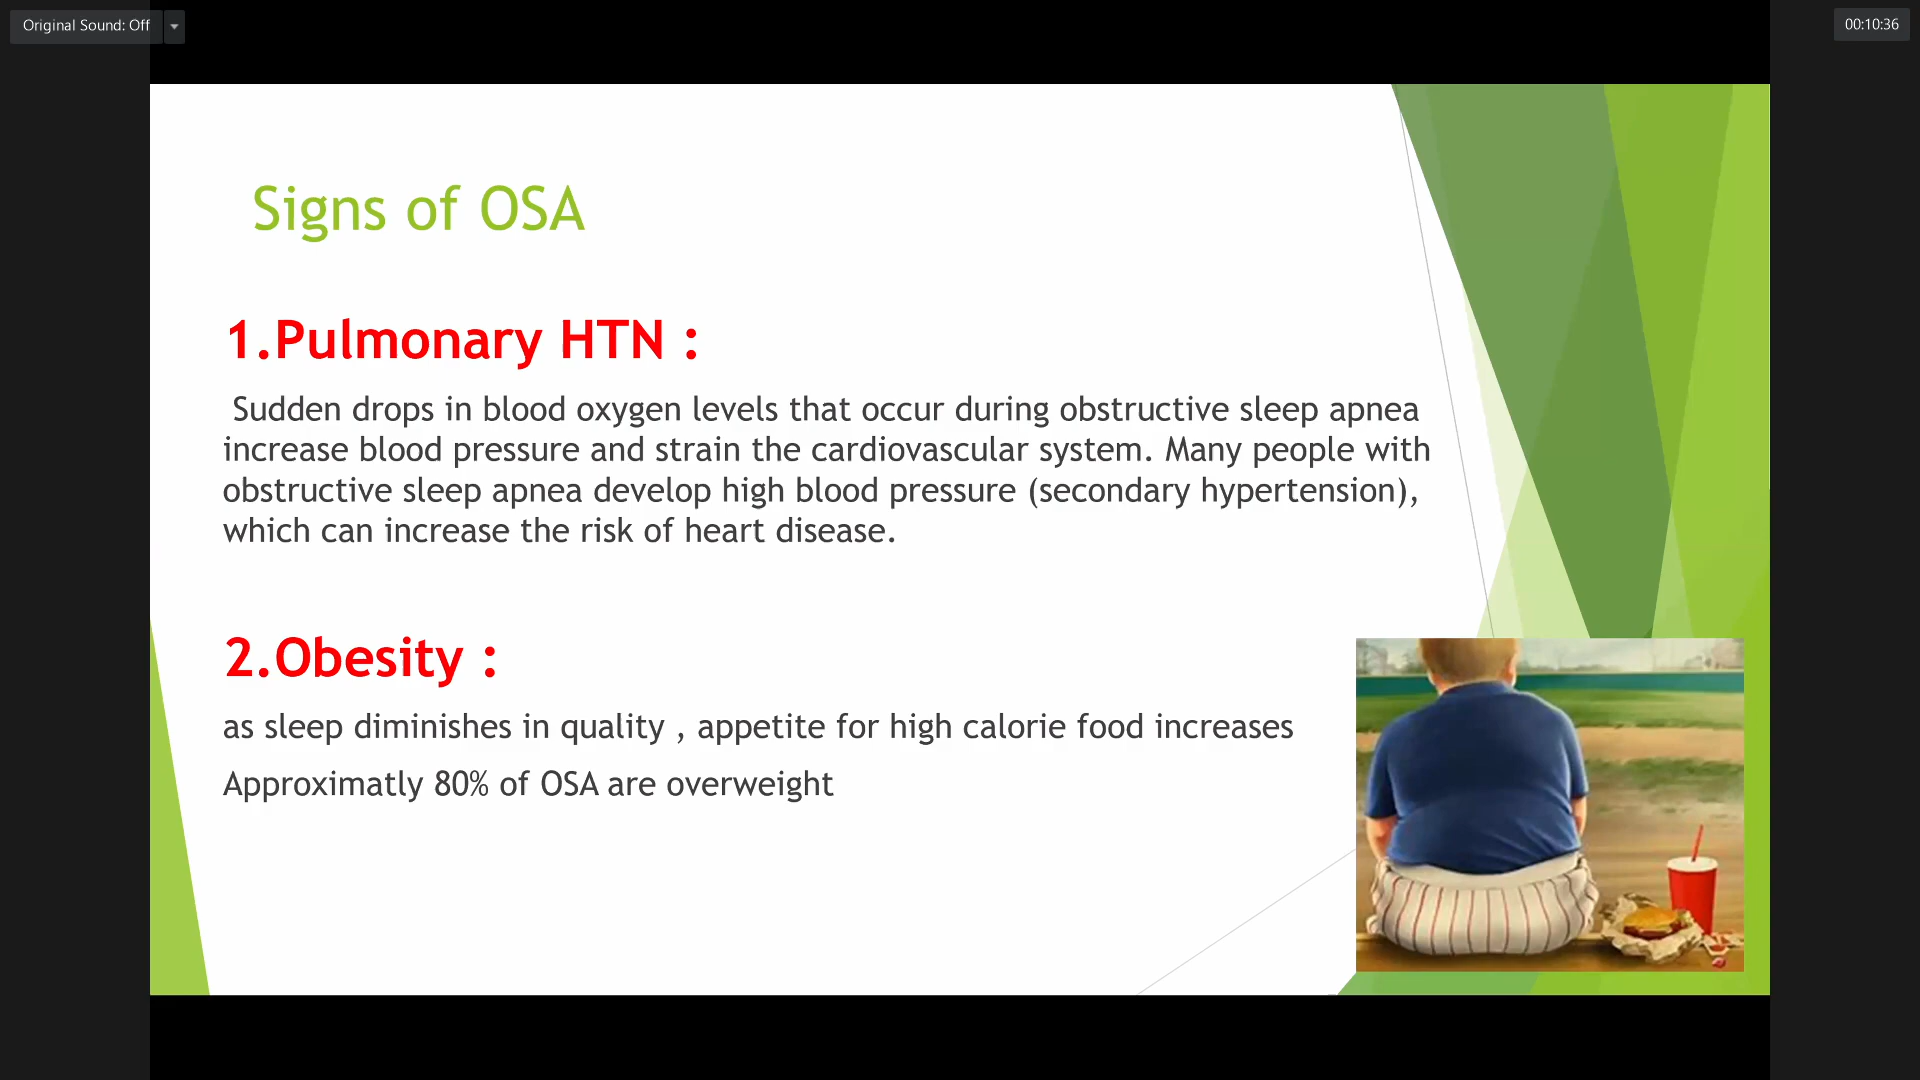 Original Sound: Off
00:10:36
Signs of OSA
1.Pulmonary HTN :
Sudden drops in blood oxygen levels that occur during obstructive sleep apnea
increase blood pressure and strain the cardiovascular system. Many people with
obstructive sleep apnea develop high blood pressure (secondary hypertension),
which can increase the risk of heart disease.
2.Obesity :
as sleep diminishes in quality , appetite for high calorie food increases
Approximatly 80% of OSA are overweight